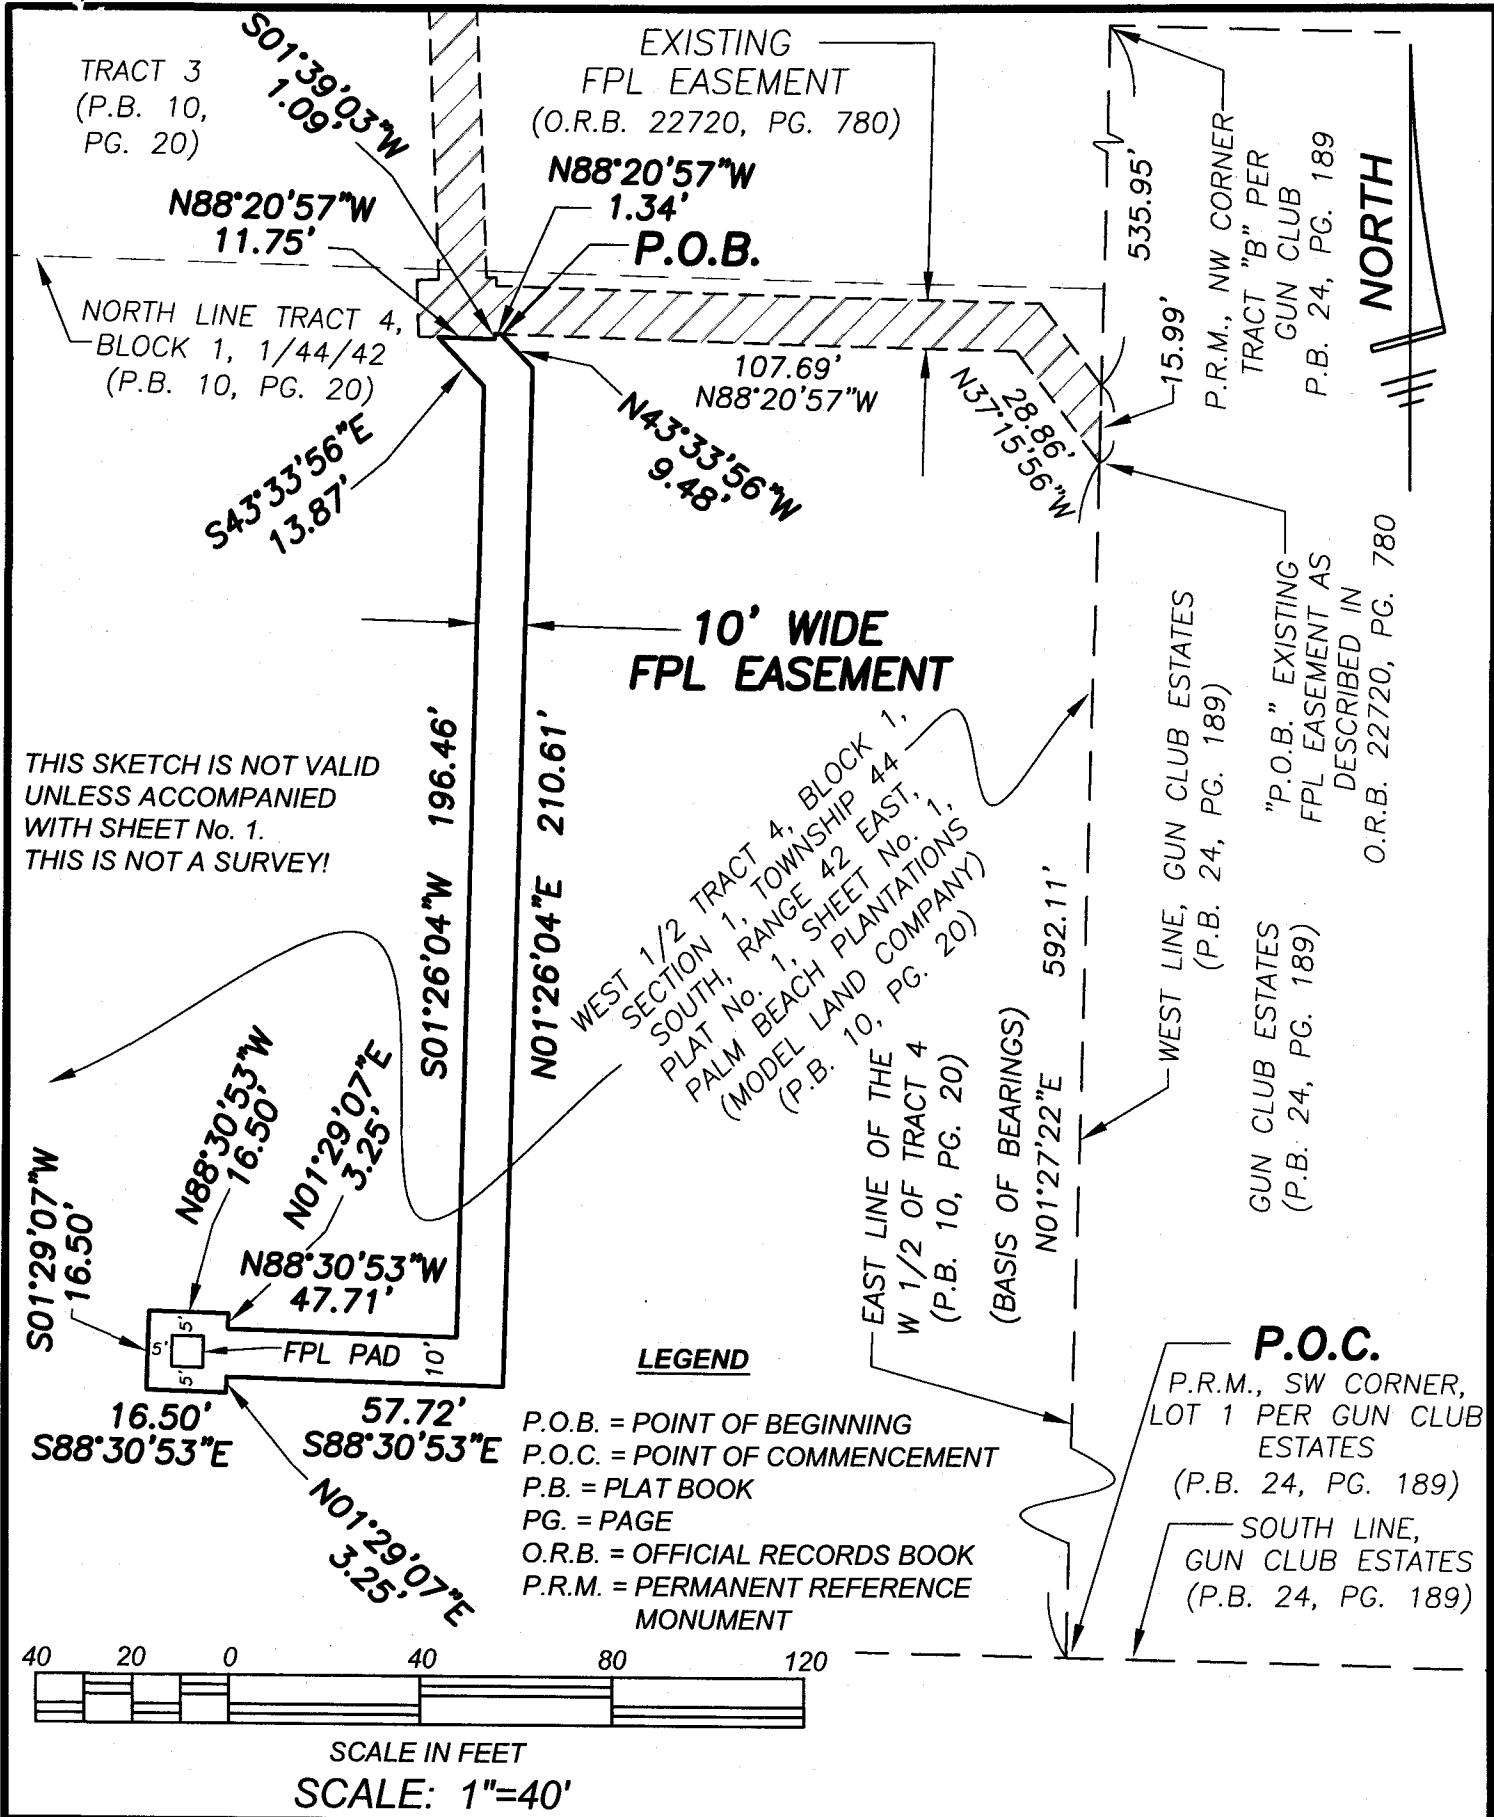 TRACT 3
(P.B. 10,
PG. 20)
S01°39'03"W
1.09'
EXISTING
FPL EASEMENT
(O.R.B. 22720, PG. 780)
N88°20'57"W
1.34'
P.O.B.
N88°20'57"W
11.75'
NORTH LINE TRACT 4,
BLOCK 1, 1/44/42
(P.B. 10, PG. 20)
535.95'
15.99'
P.R.M., NW CORNER
TRACT "B" PER
GUN CLUB
P.B. 24, PG. 189
NORTH
107.69'
N88°20'57"W
28.86'
N37°15'56"W
N43°33'56"W
9.48'
S43°33'56"E
13.87'
10' WIDE
FPL EASEMENT
"P.O.B." EXISTING
FPL EASEMENT AS
DESCRIBED IN
O.R.B. 22720, PG. 780
WEST LINE, GUN CLUB ESTATES
(P.B. 24, PG. 189)
GUN CLUB ESTATES
(P.B. 24, PG. 189)
THIS SKETCH IS NOT VALID
UNLESS ACCOMPANIED
WITH SHEET No. 1.
THIS IS NOT A SURVEY!
S01°26'04"W 196.46'
N01°26'04"E 210.61'
WEST 1/2 TRACT 4, BLOCK 1,
SECTION 1, TOWNSHIP 44
SOUTH, RANGE 42 EAST,
PLAT No. 1, SHEET No. 1,
PALM BEACH PLANTATIONS
(MODEL LAND COMPANY)
(P.B. 10, PG. 20)
EAST LINE OF THE
W 1/2 OF TRACT 4
(P.B. 10, PG. 20)
(BASIS OF BEARINGS)
N01°27'22"E 592.11'
S01°29'07"W
16.50'
N88°30'53"W
16.50'
N01°29'07"E
3.25'
N88°30'53"W
47.71'
5'
5'
5'
FPL PAD
10'
16.50'
S88°30'53"E
57.72'
S88°30'53"E
N01°29'07"E
3.25'
LEGEND
P.O.B. = POINT OF BEGINNING
P.O.C. = POINT OF COMMENCEMENT
P.B. = PLAT BOOK
PG. = PAGE
O.R.B. = OFFICIAL RECORDS BOOK
P.R.M. = PERMANENT REFERENCE
MONUMENT
P.O.C.
P.R.M., SW CORNER,
LOT 1 PER GUN CLUB
ESTATES
(P.B. 24, PG. 189)
SOUTH LINE,
GUN CLUB ESTATES
(P.B. 24, PG. 189)
40 20 0 40 80 120
SCALE IN FEET
SCALE: 1"=40'